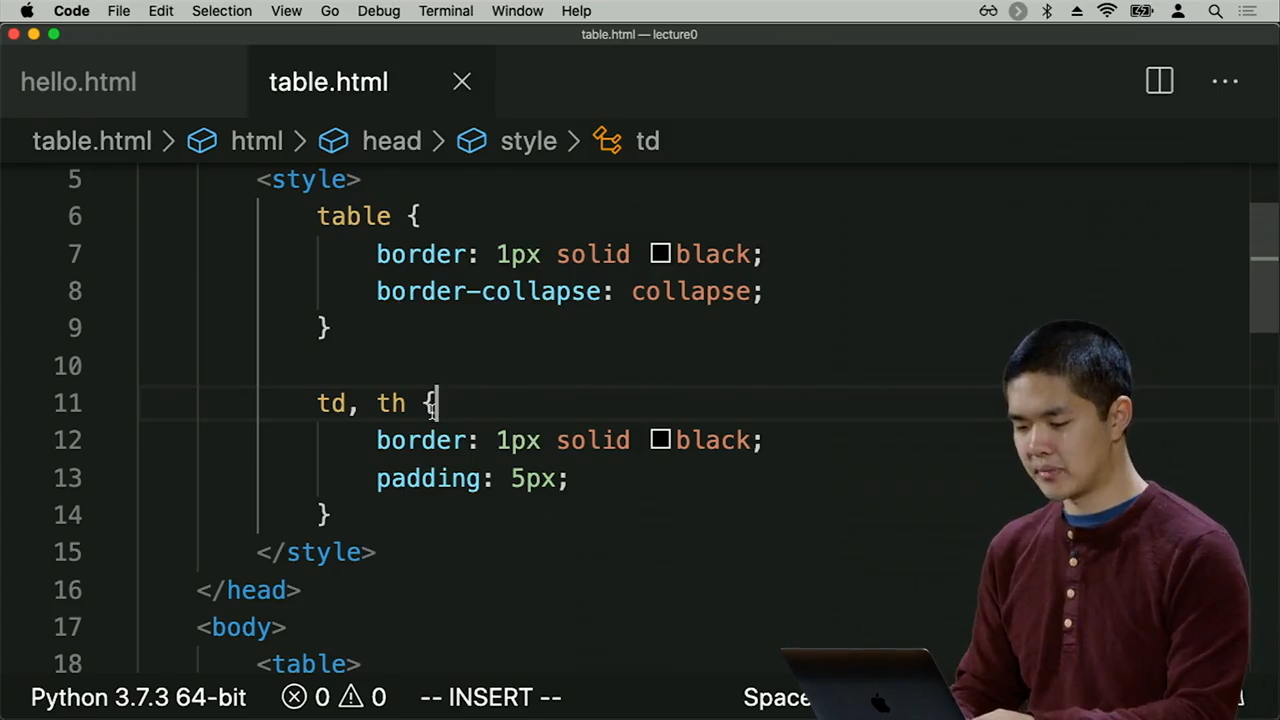 Code File Edit Selection View Go Debug Terminal Window Help
table.html — lecture0
hello.html table.html
table.html > html > head > style > td
5 <style>
6 table {
7 border: 1px solid black;
8 border-collapse: collapse;
9 }
10
11 td, th {
12 border: 1px solid black;
13 padding: 5px;
14 }
15 </style>
16 </head>
17 <body>
18 <table>
Python 3.7.3 64-bit 0 0 -- INSERT --